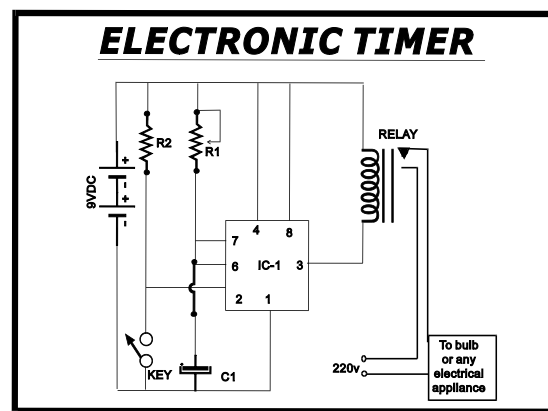 ELECTRONIC TIMER
RELAY
R2
R1
9VDC
+
-
+
-
4
8
7
6
IC-1
3
2
1
KEY
+
C1
220v
To bulb
or any
electrical
appliance